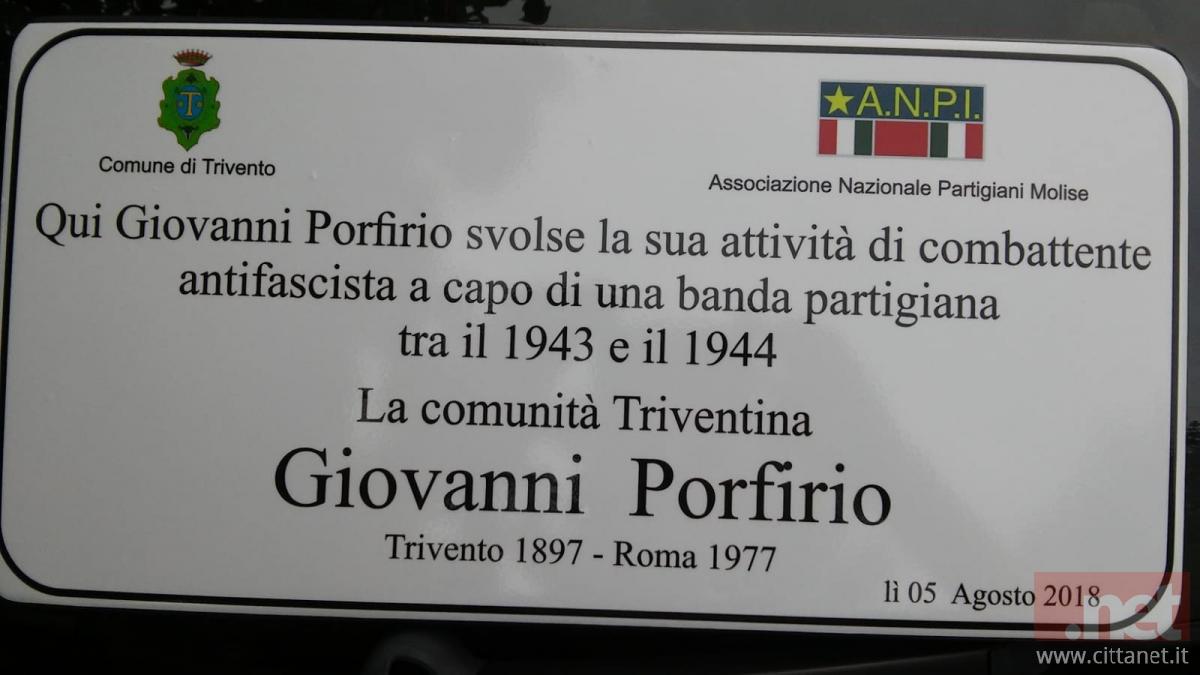 T
Comune di Trivento
A.N.P.I.
Associazione Nazionale Partigiani Molise
Qui Giovanni Porfirio svolse la sua attività di combattente
antifascista a capo di una banda partigiana
tra il 1943 e il 1944
La comunità Triventina
Giovanni Porfirio
Trivento 1897 - Roma 1977
lì 05 Agosto 2018
.net
www.cittanet.it